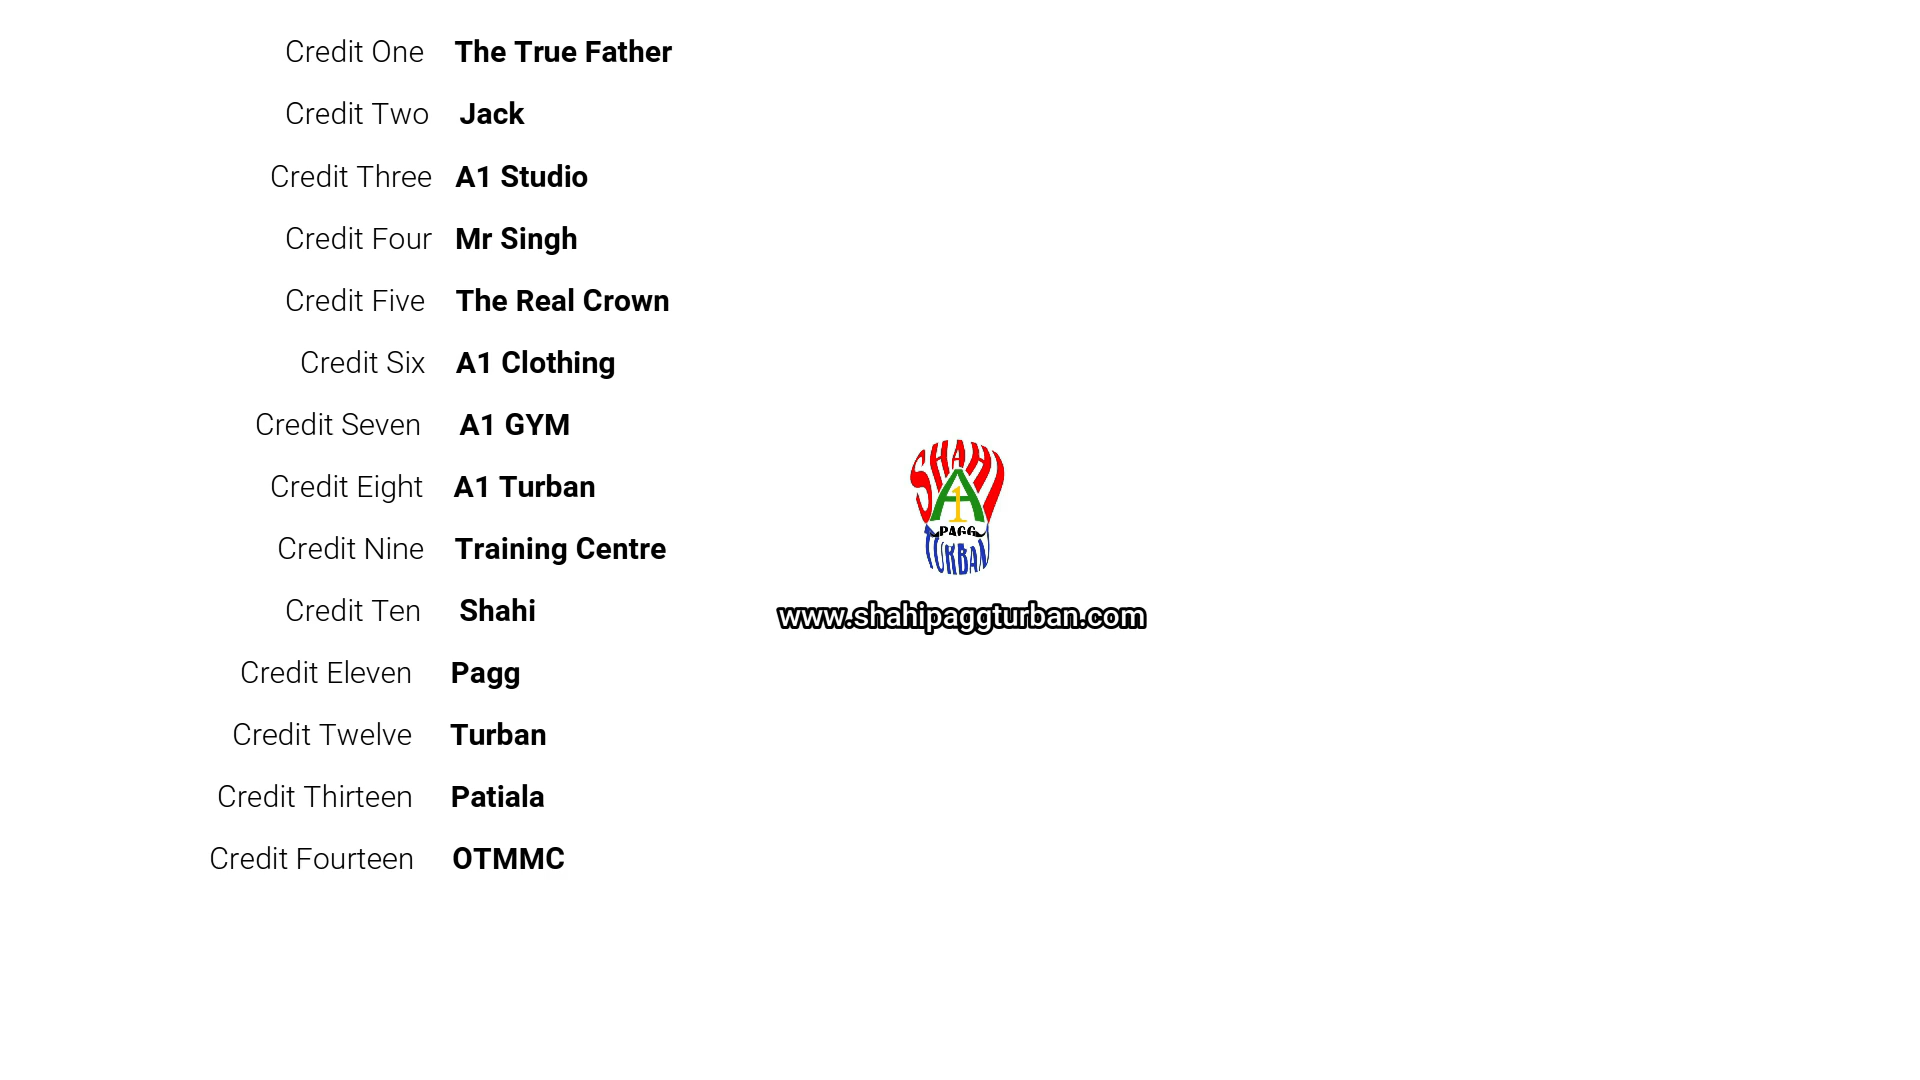 Credit One The True Father
Credit Two Jack
Credit Three A1 Studio
Credit Four Mr Singh
Credit Five The Real Crown
Credit Six A1 Clothing
Credit Seven A1 GYM
Credit Eight A1 Turban
Credit Nine Training Centre
Credit Ten Shahi
Credit Eleven Pagg
Credit Twelve Turban
Credit Thirteen Patiala
Credit Fourteen OTMMC
SHAHI
A1
PAGG
TURBAN
www.shahipaggturban.com